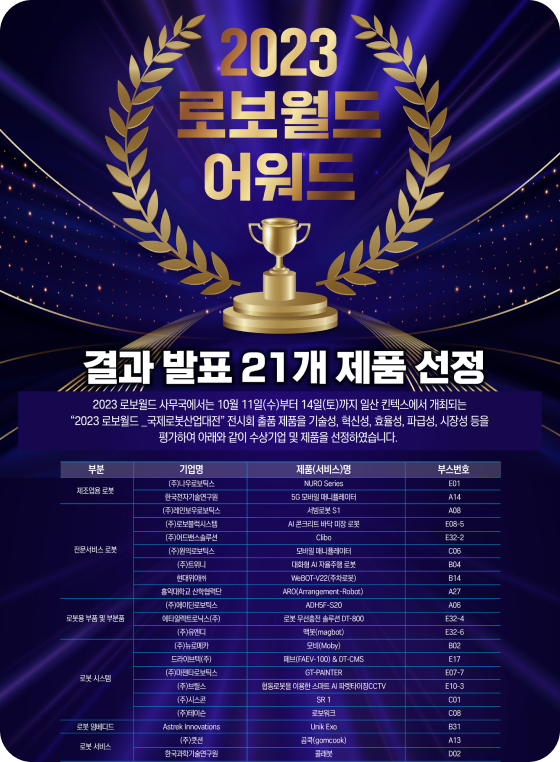 2023
로보월드
어워드
결과 발표 21개 제품 선정
2023 로보월드 사무국에서는 10월 11일(수)부터 14일(토)까지 일산 킨텍스에서 개최되는
“2023 로보월드 _국제로봇산업대전” 전시회 출품 제품을 기술성, 혁신성, 효율성, 파급성, 시장성 등을
평가하여 아래와 같이 수상기업 및 제품을 선정하였습니다.
부분 기업명 제품(서비스)명 부스번호
제조업용 로봇
(주)나우로보틱스 NURO Series E01
한국전자기술연구원 5G 모바일 매니퓰레이터 A14
전문서비스 로봇
(주)레인보우로보틱스 서빙로봇 S1 A08
(주)로보블럭시스템 AI 콘크리트 바닥 미장 로봇 E08-5
(주)어드밴스솔루션 Clibo E32-2
(주)원익로보틱스 모바일 매니퓰레이터 C06
(주)트위니 대화형 AI 자율주행 로봇 B04
현대위아㈜ WeBOT-V22(주차로봇) B14
홍익대학교 산학협력단 ARO(Arrangement-Robot) A27
로봇용 부품 및 부분품
(주)에이딘로보틱스 ADH5F-S20 A06
에타일렉트로닉스(주) 로봇 무선충전 솔루션 DT-800 E32-4
(주)유엔디 맥봇(magbot) E32-6
로봇 시스템
(주)뉴로메카 모비(Moby) B02
드라이브텍(주) 페브(FAEV-100) & DT-CMS E17
(주)마젠타로보틱스 GT-PAINTER E07-7
(주)브릴스 협동로봇을 이용한 스마트 AI 파렛타이징CCTV E10-3
(주)시스콘 SR 1 C01
(주)테이슨 로보워크 C08
로봇 임베디드 Astrek Innovations Unik Exo B31
로봇 서비스
(주)쿳션 곰쿡(gomcook) A13
한국과학기술연구원 콜래봇 D02